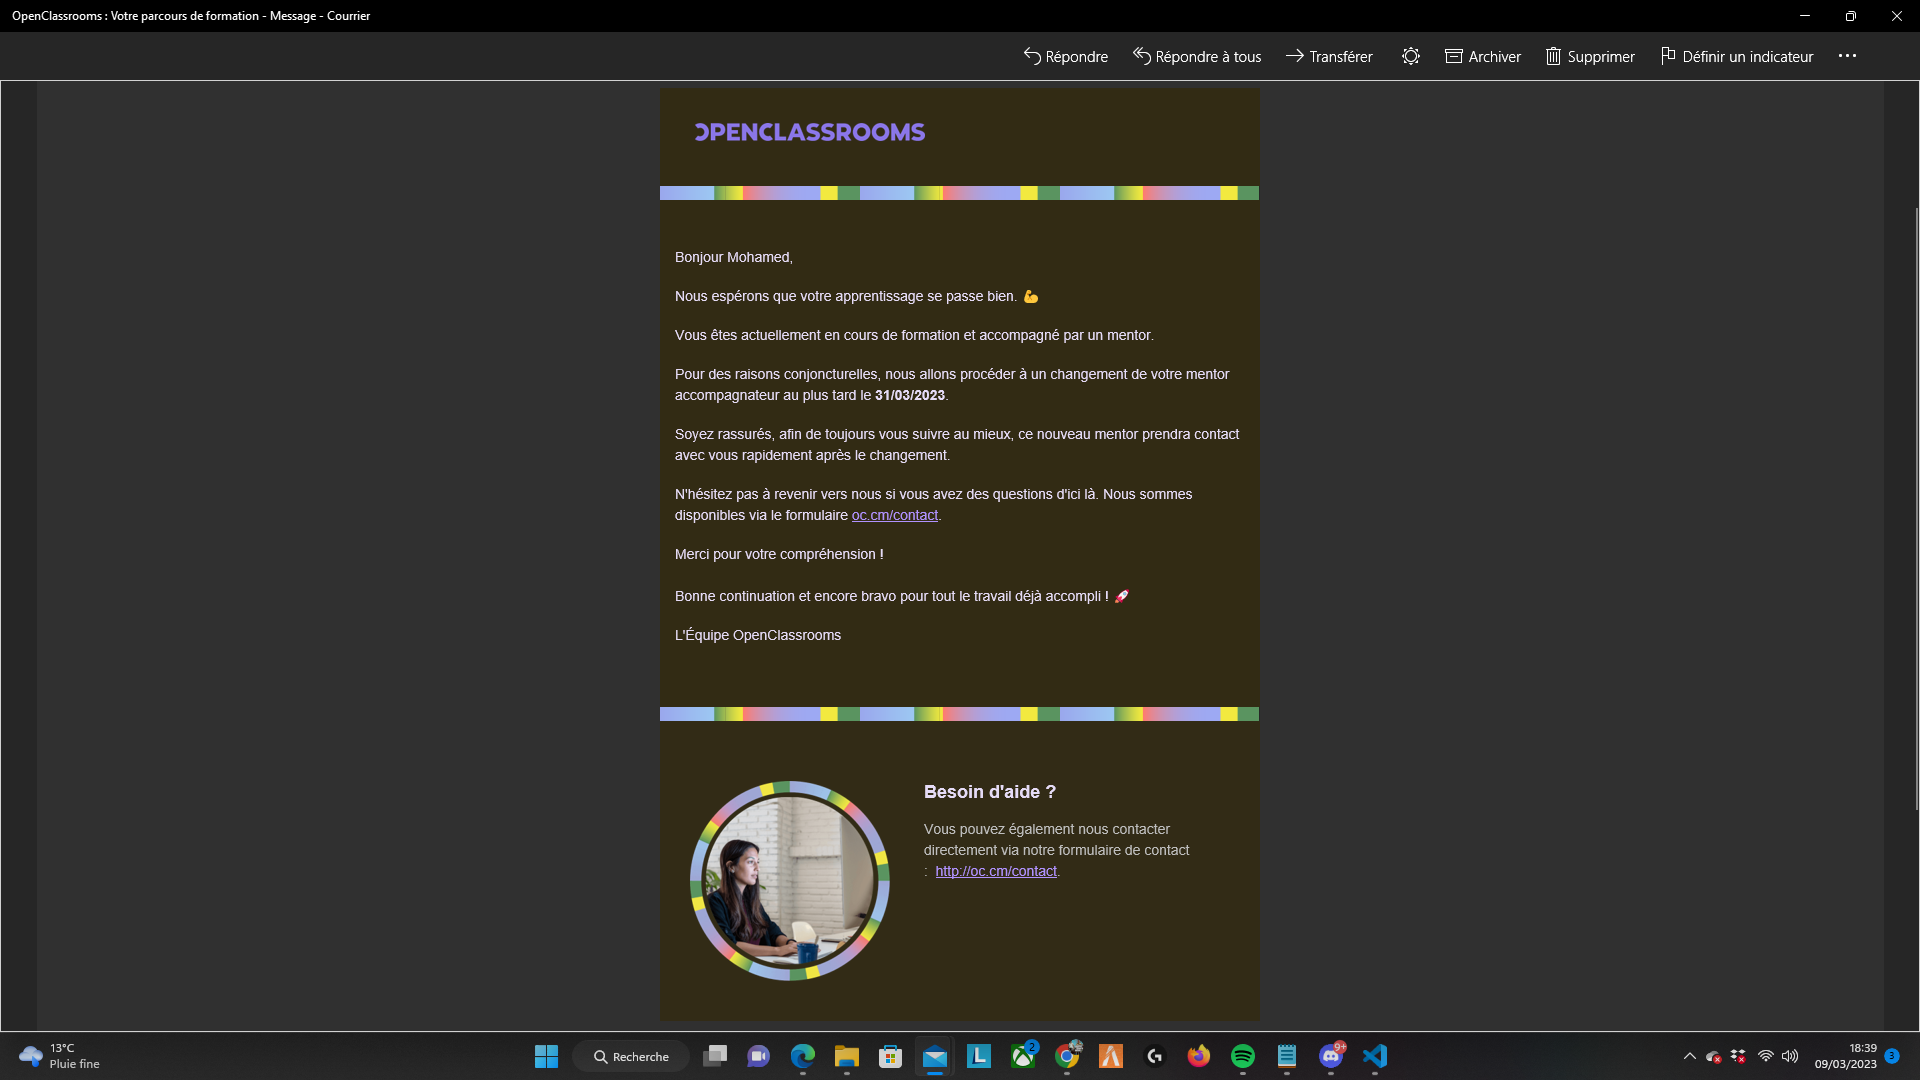 OpenClassrooms : Votre parcours de formation - Message - Courrier
Répondre
Répondre à tous
Transférer
Archiver
Supprimer
Définir un indicateur
OPENCLASSROOMS
Bonjour Mohamed,
Nous espérons que votre apprentissage se passe bien. 💪
Vous êtes actuellement en cours de formation et accompagné par un mentor.
Pour des raisons conjoncturelles, nous allons procéder à un changement de votre mentor
accompagnateur au plus tard le 31/03/2023.
Soyez rassurés, afin de toujours vous suivre au mieux, ce nouveau mentor prendra contact
avec vous rapidement après le changement.
N'hésitez pas à revenir vers nous si vous avez des questions d'ici là. Nous sommes
disponibles via le formulaire oc.cm/contact.
Merci pour votre compréhension !
Bonne continuation et encore bravo pour tout le travail déjà accompli ! 🚀
L'Équipe OpenClassrooms
Besoin d'aide ?
Vous pouvez également nous contacter
directement via notre formulaire de contact
: http://oc.cm/contact.
13°C
Pluie fine
Recherche
L
2
9+
18:39
09/03/2023
3